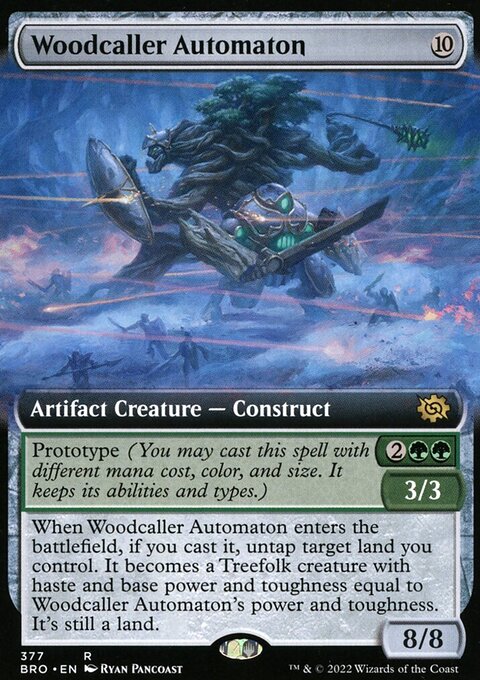 Woodcaller Automaton 10
Artifact Creature — Construct
Prototype (You may cast this spell with
different mana cost, color, and size. It
keeps its abilities and types.)
2
3/3
When Woodcaller Automaton enters the
battlefield, if you cast it, untap target land you
control. It becomes a Treefolk creature with
haste and base power and toughness equal to
Woodcaller Automaton's power and toughness.
It's still a land.
8/8
377 R
BRO • EN Ryan Pancoast
™ & © 2022 Wizards of the Coast